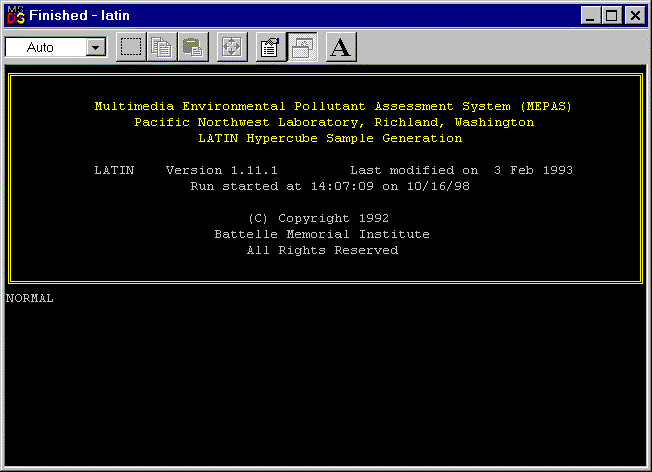 Finished - latin
Auto
A
Multimedia Environmental Pollutant Assessment System (MEPAS)
Pacific Northwest Laboratory, Richland, Washington
LATIN Hypercube Sample Generation
LATIN Version 1.11.1 Last modified on 3 Feb 1993
Run started at 14:07:09 on 10/16/98
(C) Copyright 1992
Battelle Memorial Institute
All Rights Reserved
NORMAL